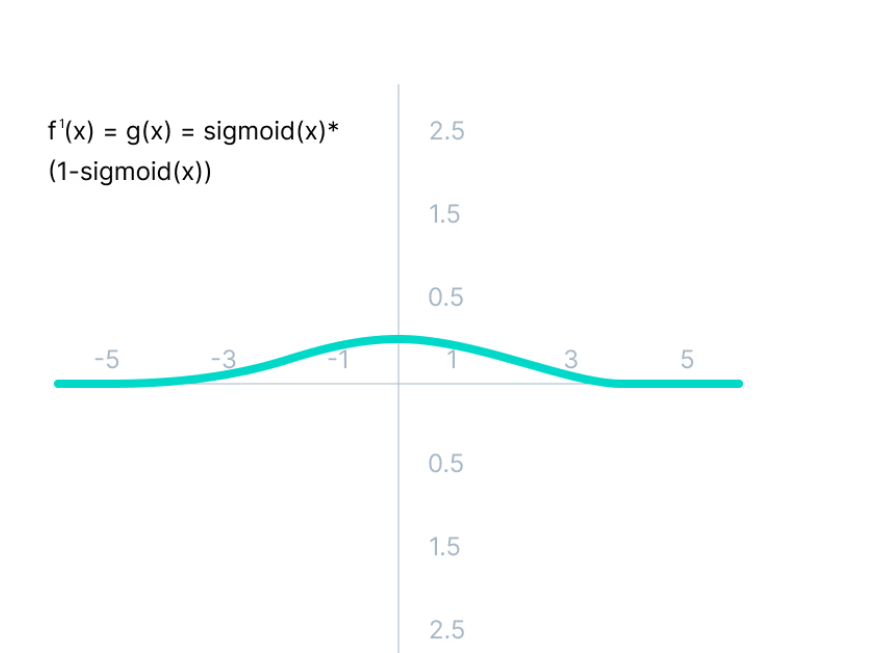 f¹(x) = g(x) = sigmoid(x)*
(1-sigmoid(x))
2.5
1.5
0.5
-5 -3 -1 1 3 5
0.5
1.5
2.5